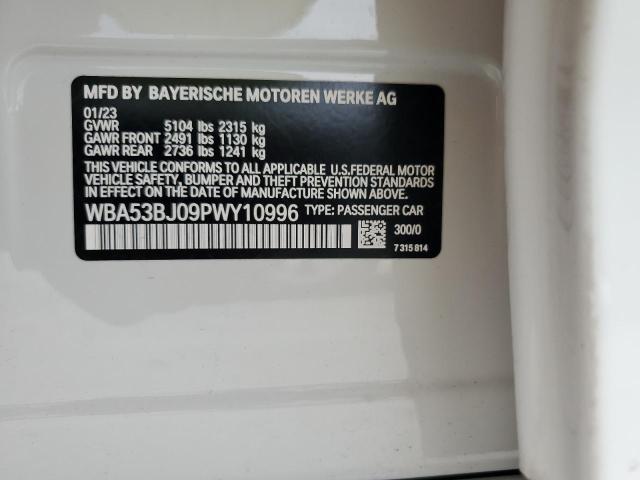 MFD BY BAYERISCHE MOTOREN WERKE AG
01/23
GVWR 5104 lbs 2315 kg
GAWR FRONT 2491 lbs 1130 kg
GAWR REAR 2736 lbs 1241 kg
THIS VEHICLE CONFORMS TO ALL APPLICABLE U.S.FEDERAL MOTOR
VEHICLE SAFETY, BUMPER, AND THEFT PREVENTION STANDARDS
IN EFFECT ON THE DATE OF MANUFACTURE SHOWN ABOVE.
WBA53BJ09PWY10996 TYPE: PASSENGER CAR
300/0
7 315 814